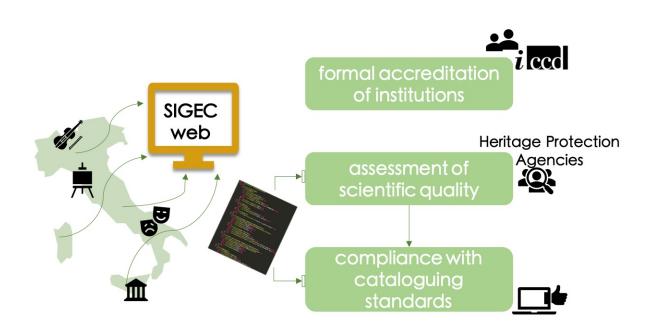 SIGEC
web
iccd
formal accreditation
of institutions
Heritage Protection
Agencies
assessment of
scientific quality
compliance with
cataloguing
standards